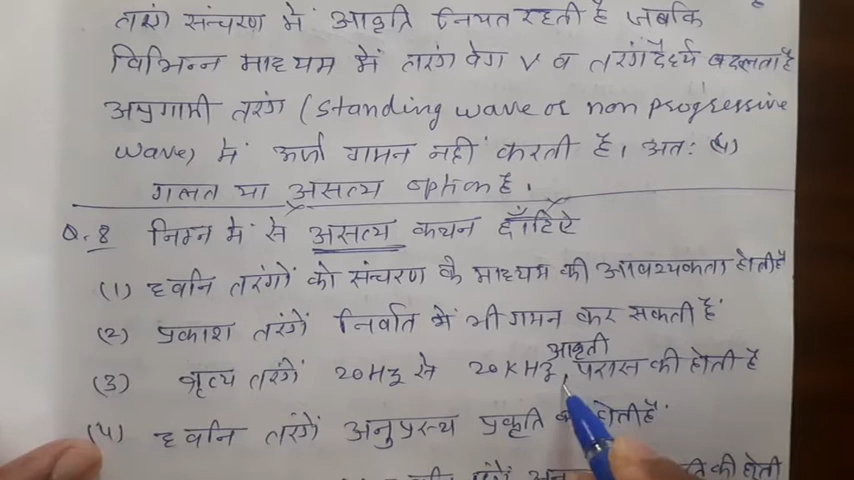 तरंग संचरण में आवृत्ति नियत रहती है जबकि
विभिन्न माध्यम में तरंग वेग v व तरंगदैर्ध्य बदलता है
अप्रगामी तरंग (standing wave or non progressive
wave) में ऊर्जा गमन नहीं करती है। अतः (4)
गलत या असत्य option है.
Q.8 निम्न में से असत्य कथन छाँटिऐ
(1) ध्वनि तरंगों को संचरण के माध्यम की आवश्यकता होती है
(2) प्रकाश तरंगें निर्वात में भी गमन कर सकती है.
(3) श्रव्य तरंगें 20Hz से 20KHz, आवृती परास की होती है
(4) ध्वनि तरंगें अनुप्रस्थ प्रकृति की होती है.
की होती